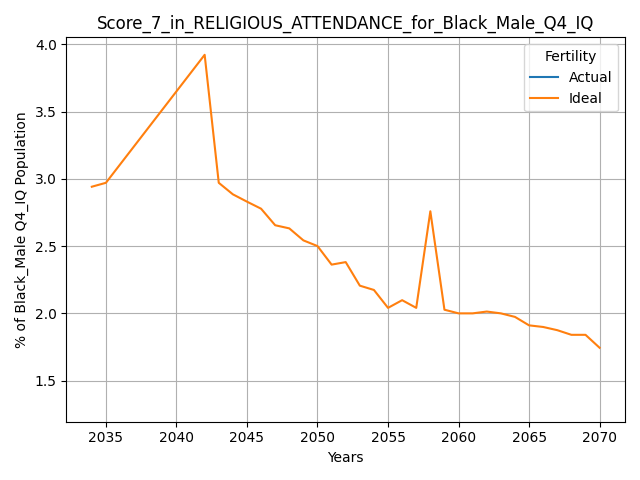 Score_7_in_RELIGIOUS_ATTENDANCE_for_Black_Male_Q4_IQ
% of Black_Male Q4_IQ Population
4.0
3.5
3.0
2.5
2.0
1.5
Fertility
Actual
Ideal
2035 2040 2045 2050 2055 2060 2065 2070
Years